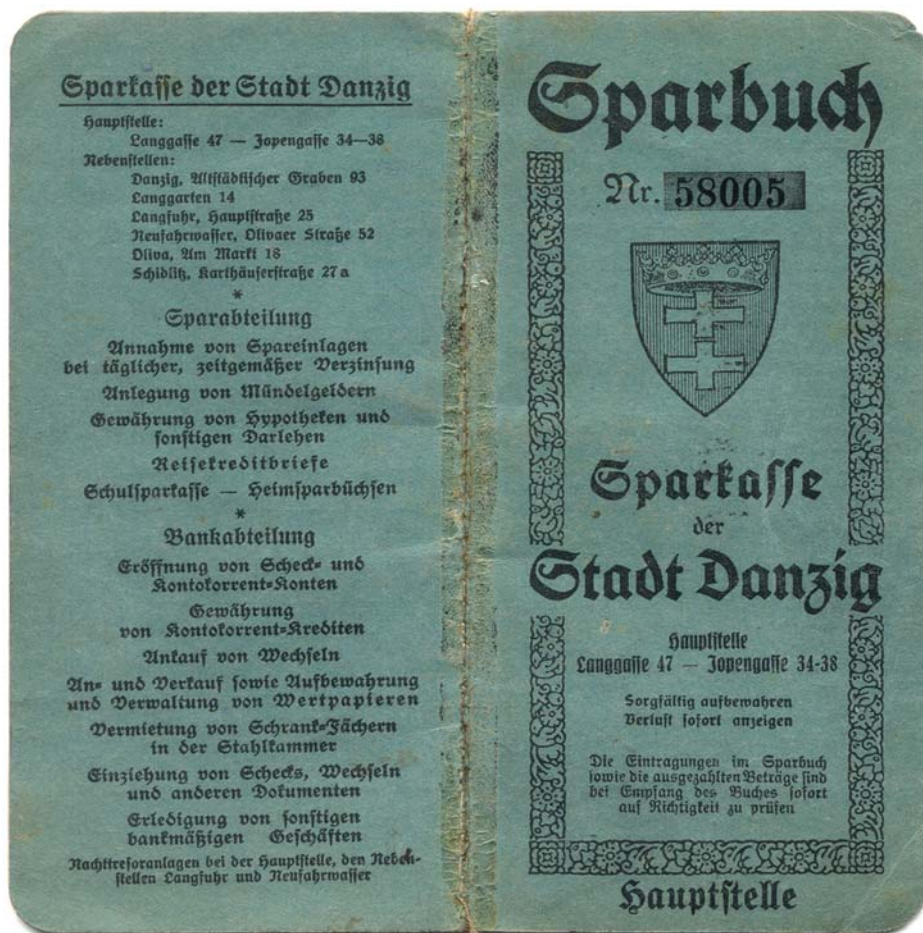 Sparkasse der Stadt Danzig
Hauptstelle:
Langgasse 47 — Jopengasse 34—38
Nebenstellen:
Danzig, Altstädtischer Graben 93
Langgarten 14
Langfuhr, Hauptstraße 25
Neufahrwasser, Olivaer Straße 52
Oliva, Am Markt 18
Schidlitz, Karthäuserstraße 27a
*
Sparabteilung
Annahme von Spareinlagen
bei täglicher, zeitgemäßer Verzinsung
Anlegung von Mündelgeldern
Gewährung von Hypotheken und
sonstigen Darlehen
Reisekreditbriefe
Schulsparkasse — Heimsparbüchsen
*
Bankabteilung
Eröffnung von Scheck- und
Kontokorrent-Konten
Gewährung
von Kontokorrent-Krediten
Ankauf von Wechseln
An- und Verkauf sowie Aufbewahrung
und Verwaltung von Wertpapieren
Vermietung von Schrank-Fächern
in der Stahlkammer
Einziehung von Schecks, Wechseln
und anderen Dokumenten
Erledigung von sonstigen
bankmäßigen Geschäften
Nachttresoranlagen bei der Hauptstelle, den Neben-
stellen Langfuhr und Neufahrwasser
Sparbuch
Nr. 58005
Sparkasse
der
Stadt Danzig
Hauptstelle
Langgasse 47 — Jopengasse 34-38
Sorgfältig aufbewahren
Verlust sofort anzeigen
Die Eintragungen im Sparbuch
sowie die ausgezahlten Beträge sind
bei Empfang des Buches sofort
auf Richtigkeit zu prüfen
Hauptstelle